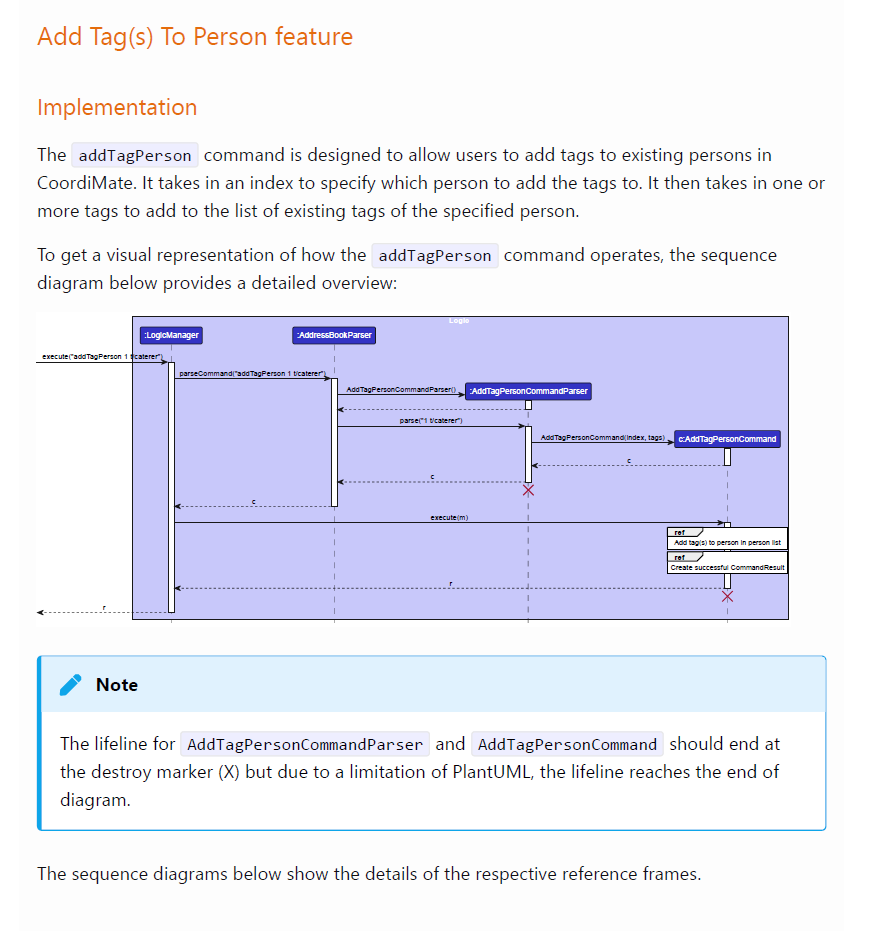 Add Tag(s) To Person feature
Implementation
The addTagPerson command is designed to allow users to add tags to existing persons in
CoordiMate. It takes in an index to specify which person to add the tags to. It then takes in one or
more tags to add to the list of existing tags of the specified person.
To get a visual representation of how the addTagPerson command operates, the sequence
diagram below provides a detailed overview:
Logic
:LogicManager
:AddressBookParser
execute("addTagPerson 1 t/caterer")
parseCommand("addTagPerson 1 t/caterer")
AddTagPersonCommandParser()
:AddTagPersonCommandParser
parse("1 t/caterer")
AddTagPersonCommand(index, tags)
c:AddTagPersonCommand
c
c
c
execute(m)
ref
Add tag(s) to person in person list
ref
Create successful CommandResult
r
r
Note
The lifeline for AddTagPersonCommandParser and AddTagPersonCommand should end at
the destroy marker (X) but due to a limitation of PlantUML, the lifeline reaches the end of
diagram.
The sequence diagrams below show the details of the respective reference frames.